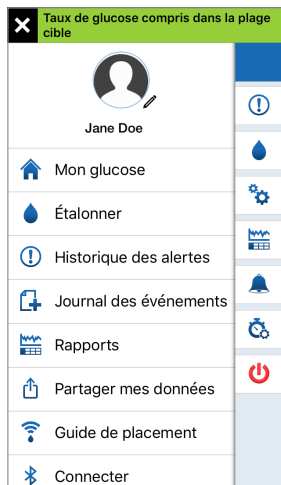 Taux de glucose compris dans la plage
cible
Jane Doe
Mon glucose
Étalonner
Historique des alertes
Journal des événements
Rapports
Partager mes données
Guide de placement
Connecter